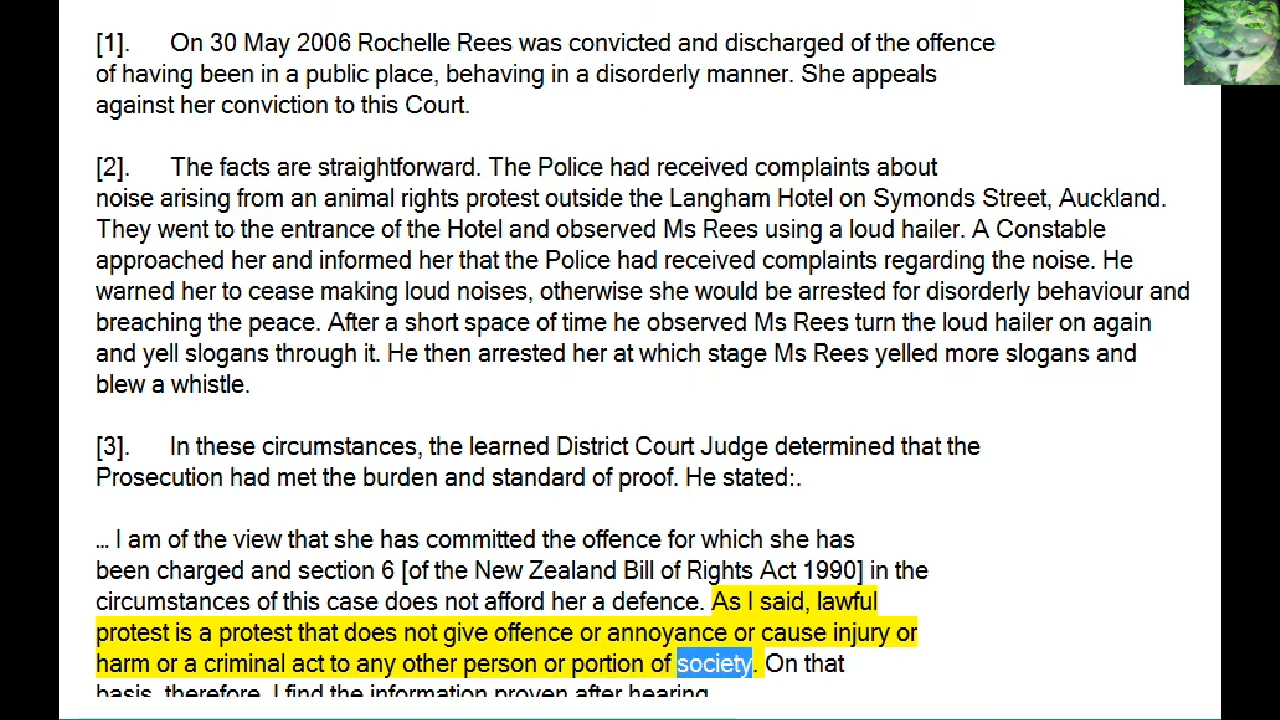 [1]. On 30 May 2006 Rochelle Rees was convicted and discharged of the offence
of having been in a public place, behaving in a disorderly manner. She appeals
against her conviction to this Court.
[2]. The facts are straightforward. The Police had received complaints about
noise arising from an animal rights protest outside the Langham Hotel on Symonds Street, Auckland.
They went to the entrance of the Hotel and observed Ms Rees using a loud hailer. A Constable
approached her and informed her that the Police had received complaints regarding the noise. He
warned her to cease making loud noises, otherwise she would be arrested for disorderly behaviour and
breaching the peace. After a short space of time he observed Ms Rees turn the loud hailer on again
and yell slogans through it. He then arrested her at which stage Ms Rees yelled more slogans and
blew a whistle.
[3]. In these circumstances, the learned District Court Judge determined that the
Prosecution had met the burden and standard of proof. He stated:.
... I am of the view that she has committed the offence for which she has
been charged and section 6 [of the New Zealand Bill of Rights Act 1990] in the
circumstances of this case does not afford her a defence. As I said, lawful
protest is a protest that does not give offence or annoyance or cause injury or
harm or a criminal act to any other person or portion of society. On that
basis, therefore, I find the information proven after hearing